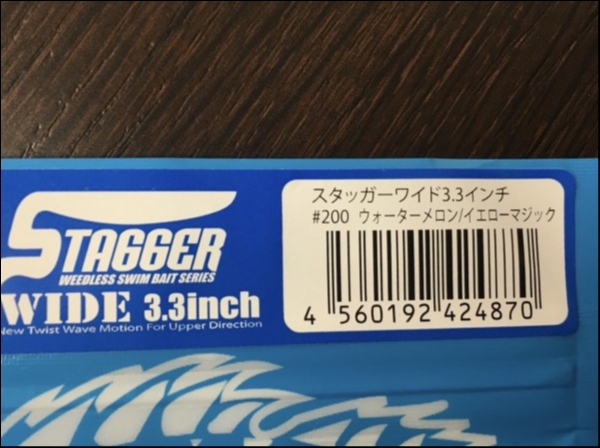 STAGGER
WEEDLESS SWIM BAIT SERIES
WIDE 3.3inch
New Twist Wave Motion For Upper Direction
スタッガーワイド3.3インチ
#200 ウォーターメロン/イエローマジック
4 560192 424870